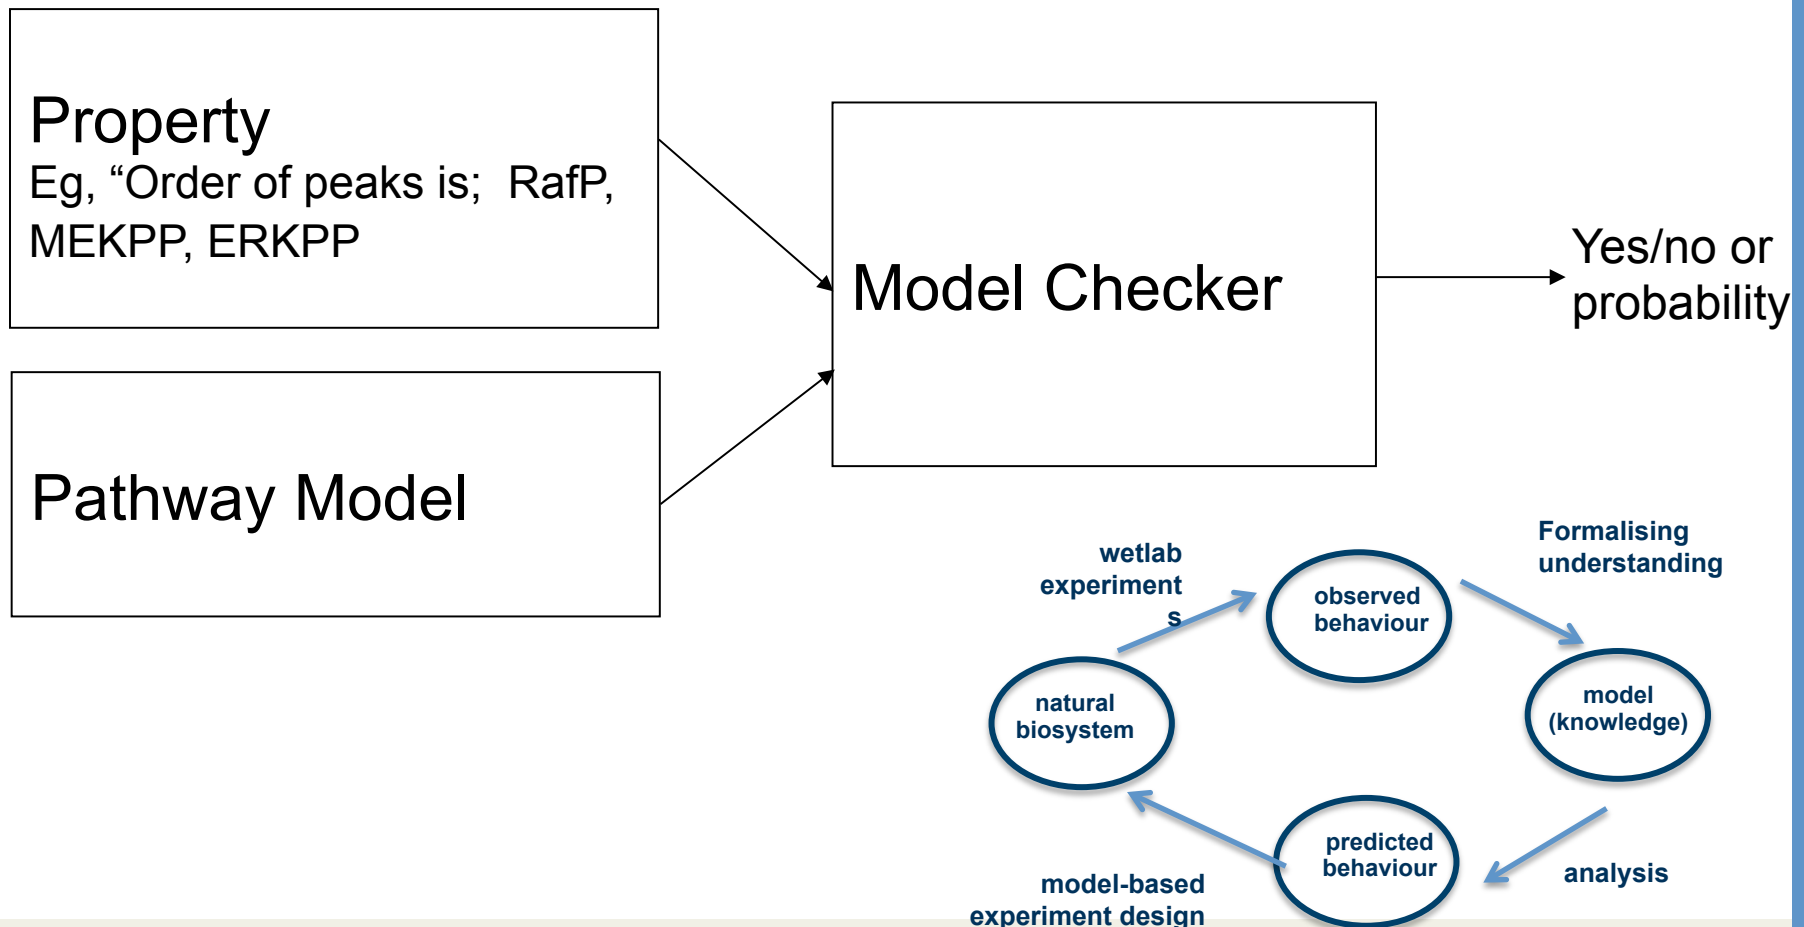 Property
Eg, “Order of peaks is;  RafP,
MEKPP, ERKPP
Pathway Model
Model Checker
Yes/no or
probability
wetlab
experiment
s
observed
behaviour
Formalising
understanding
natural
biosystem
model
(knowledge)
predicted
behaviour
analysis
model-based
experiment design